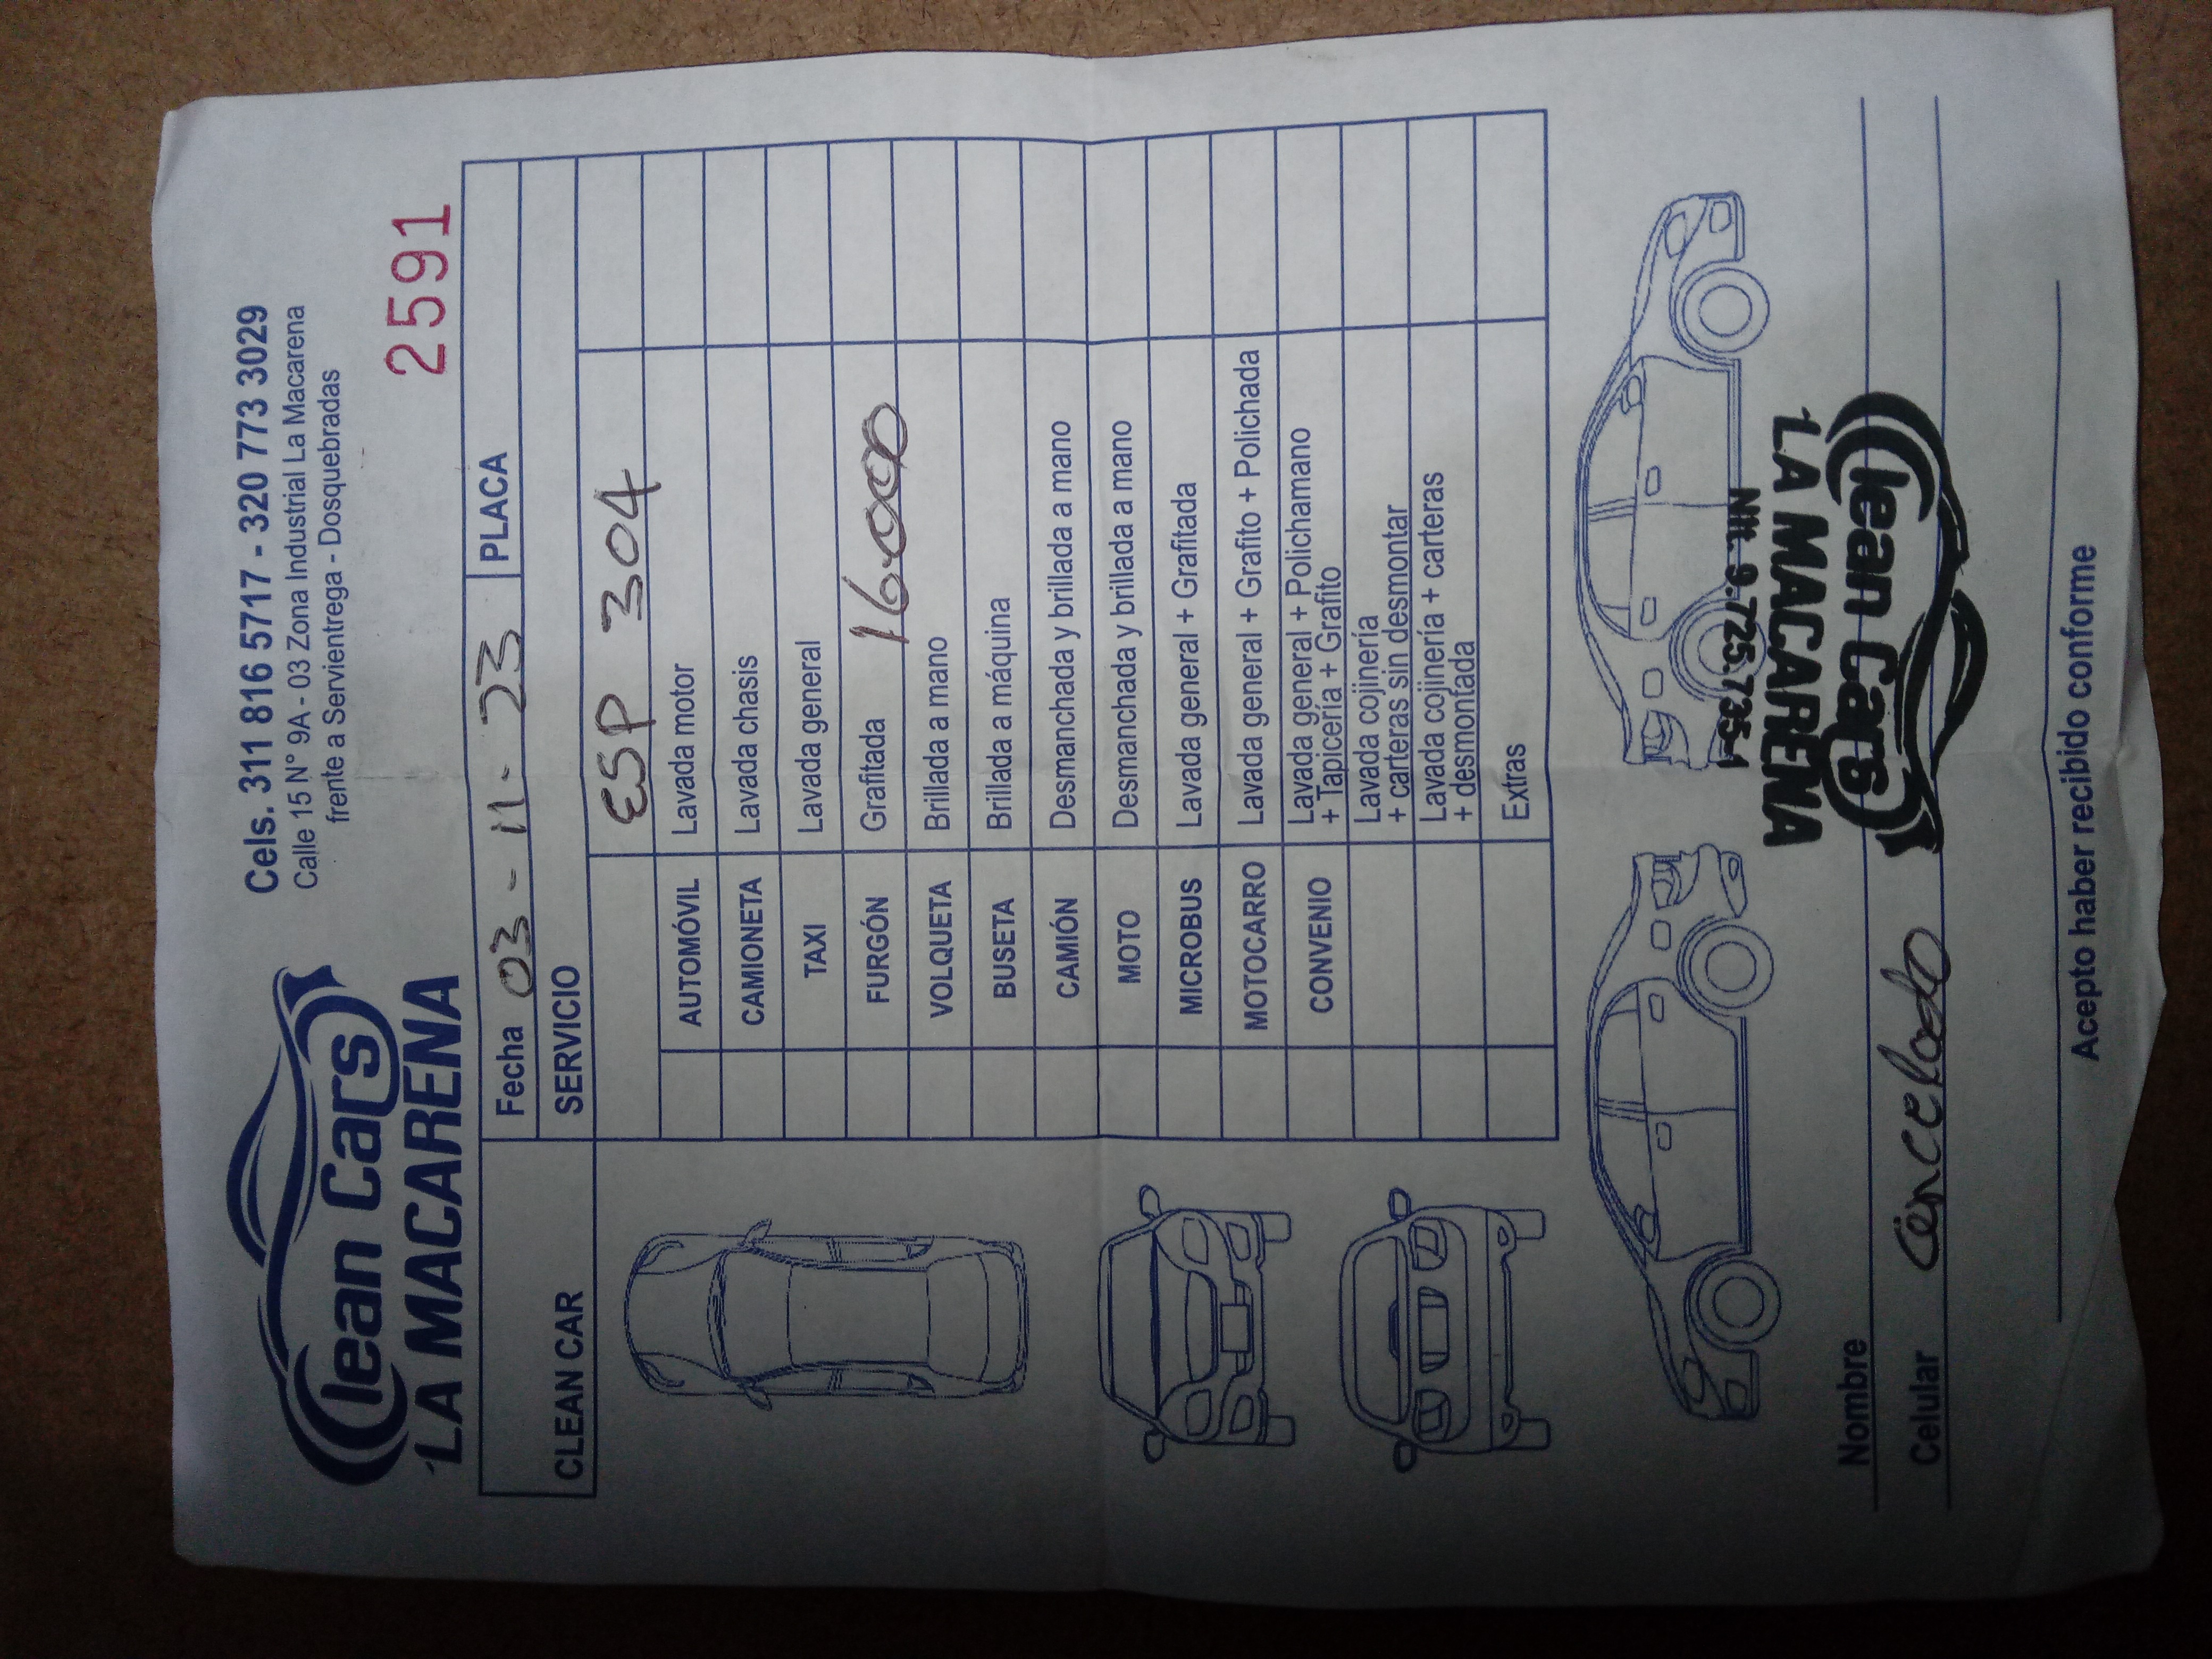 Clean Cars
LA MACARENA
Cels. 311 816 5717 - 320 773 3029
Calle 15 N° 9A - 03 Zona Industrial La Macarena
frente a Servientrega - Dosquebradas
2591
Fecha 03 - 11 - 23 PLACA
CLEAN CAR SERVICIO
ESP 304
AUTOMÓVIL Lavada motor
CAMIONETA Lavada chasis
TAXI Lavada general
FURGÓN Grafitada 16000
VOLQUETA Brillada a mano
BUSETA Brillada a máquina
CAMIÓN Desmanchada y brillada a mano
MOTO Desmanchada y brillada a mano
MICROBUS Lavada general + Grafitada
MOTOCARRO Lavada general + Grafito + Polichada
CONVENIO Lavada general + Polichamano
+ Tapicería + Grafito
Lavada cojinería
+ carteras sin desmontar
Lavada cojinería + carteras
+ desmontada
Extras
Nit. 9.725.735-1
LA MACARENA
Clean Cars
Nombre
Celular Cancelado
Acepto haber recibido conforme